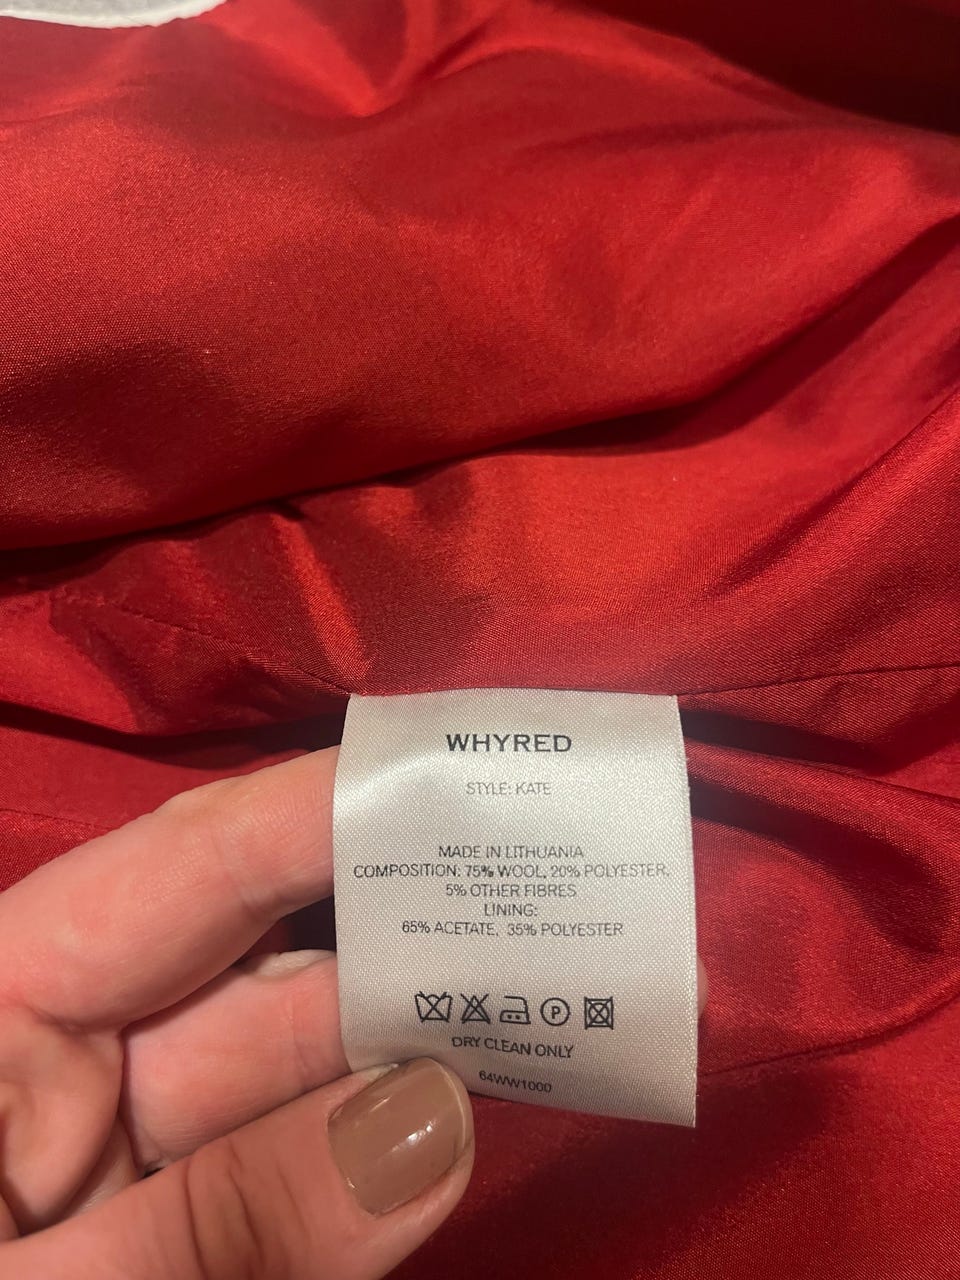 WHYRED
STYLE: KATE
MADE IN LITHUANIA
COMPOSITION: 75% WOOL, 20% POLYESTER,
5% OTHER FIBRES
LINING:
65% ACETATE, 35% POLYESTER
P
DRY CLEAN ONLY
64WW1000